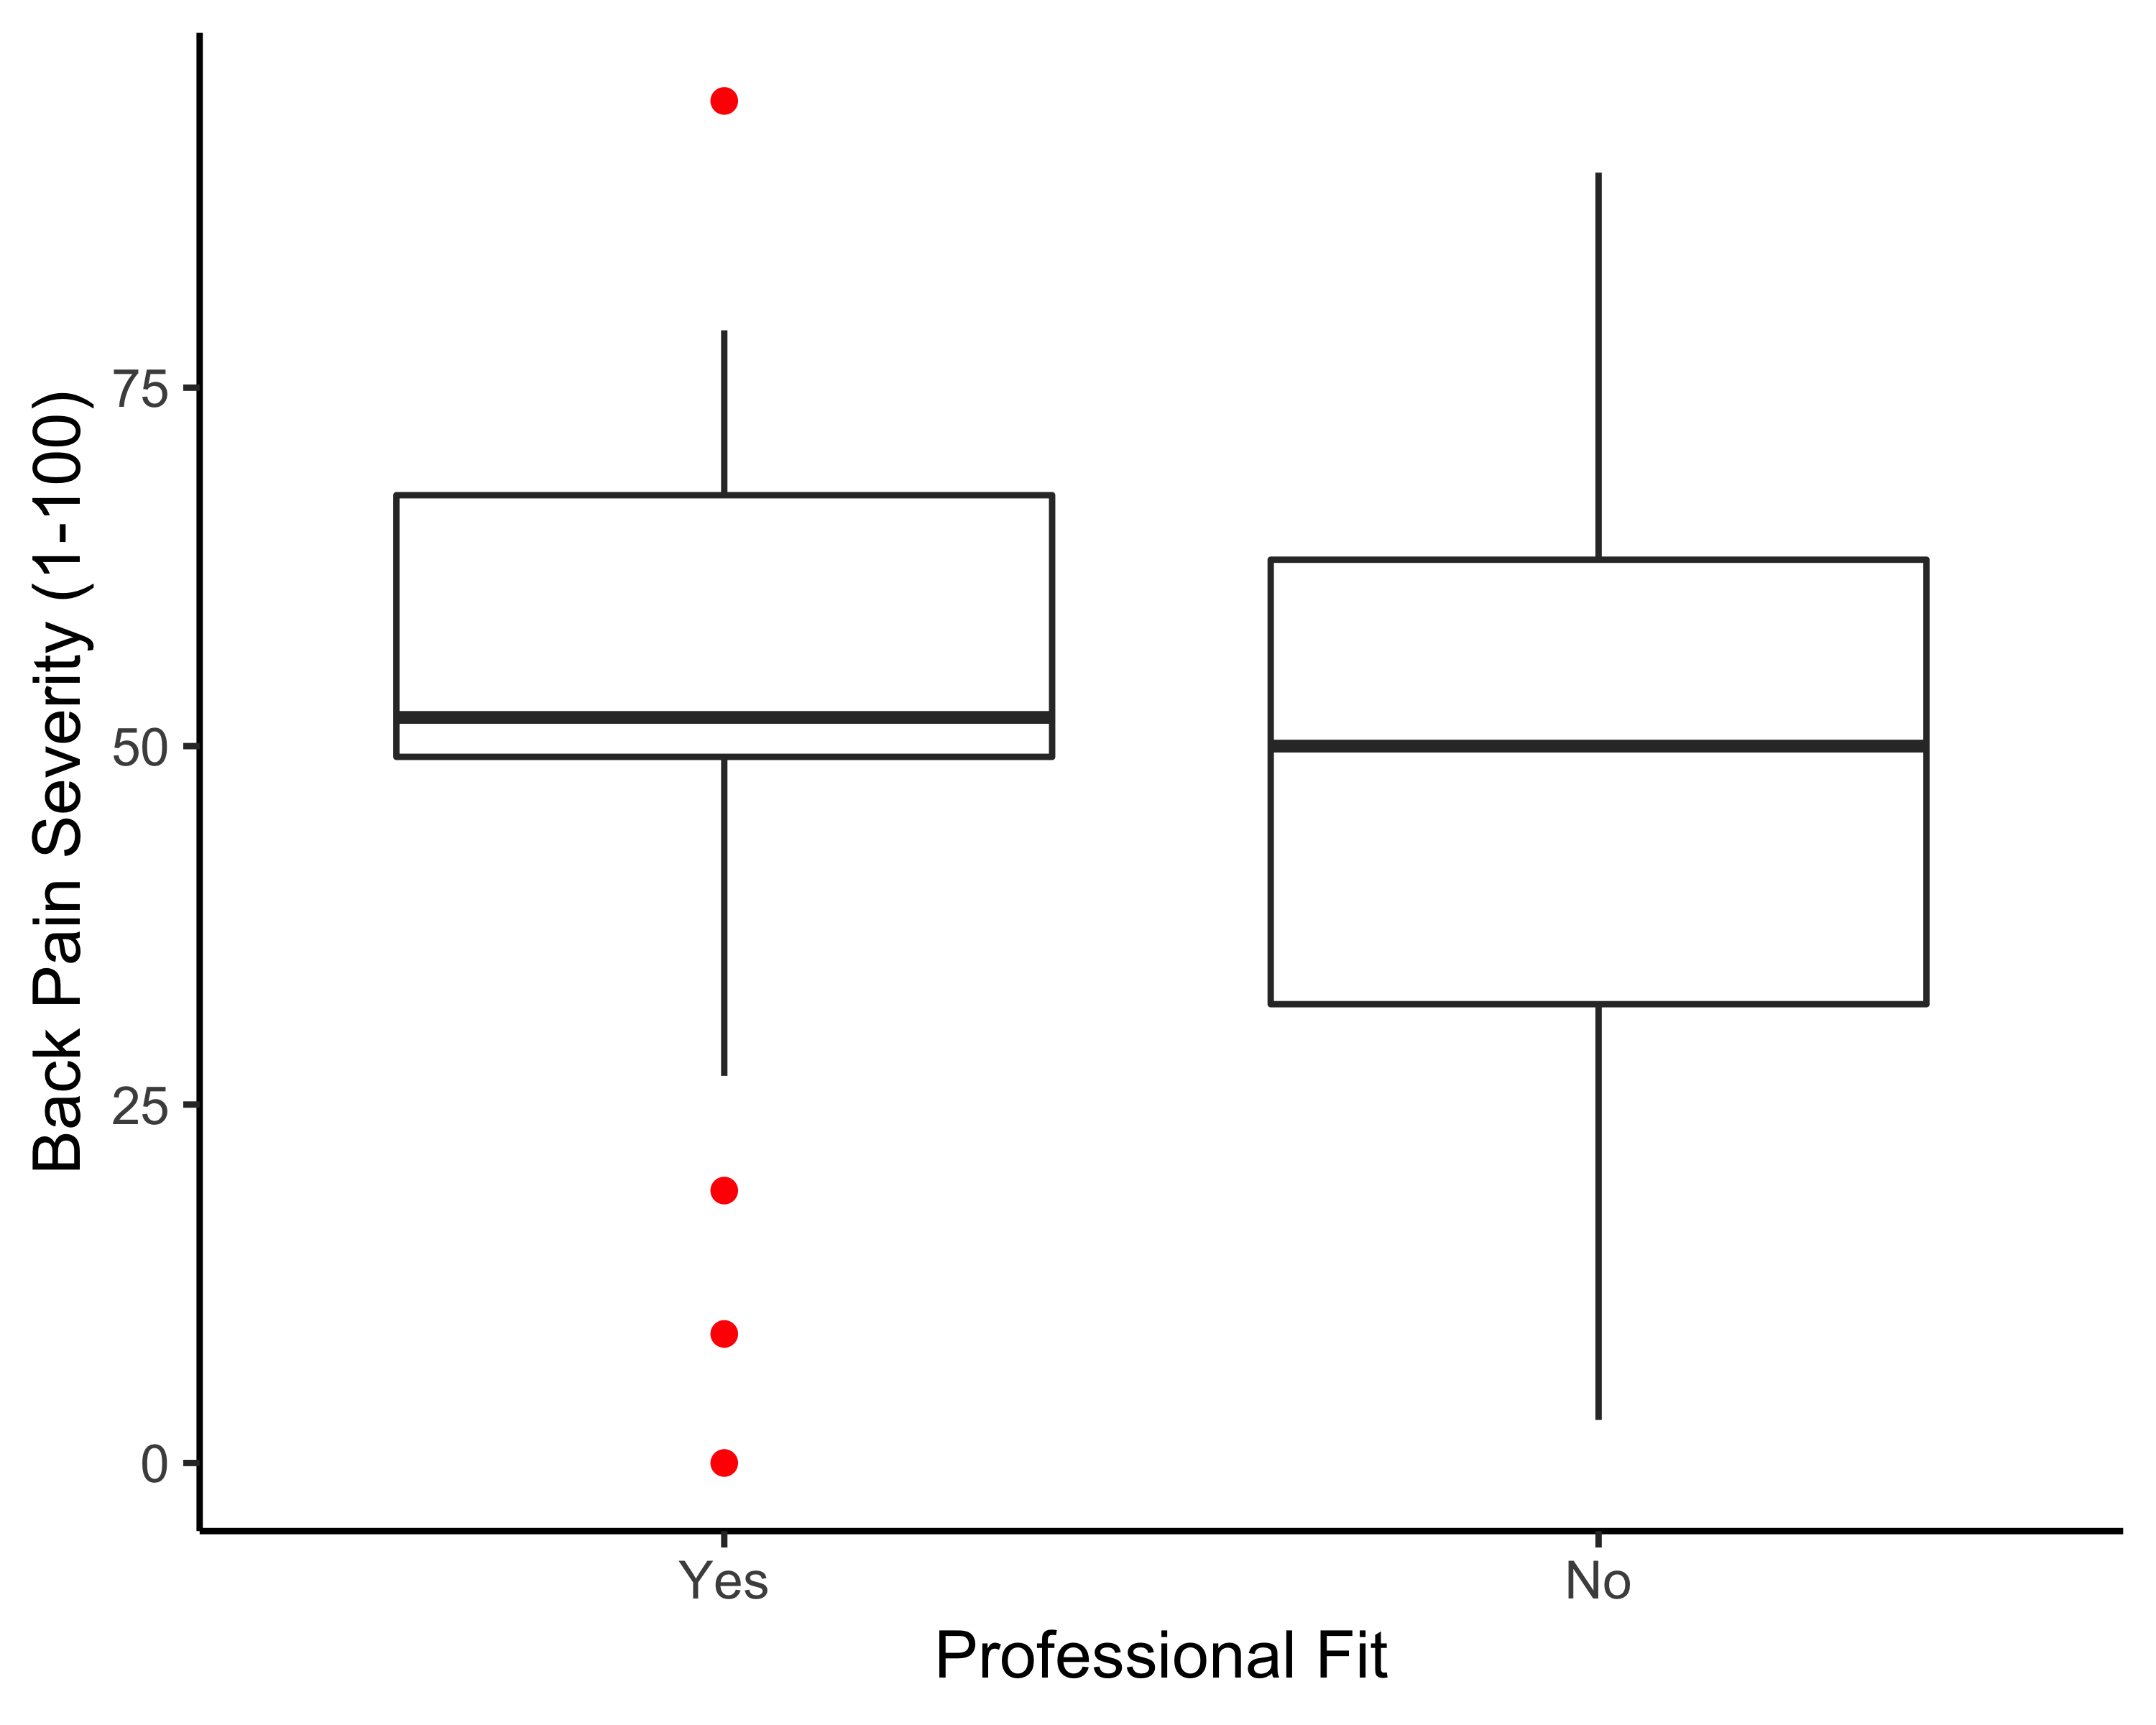 Back Pain Severity (1-100)
75
50
25
0
Yes
No
Professional Fit